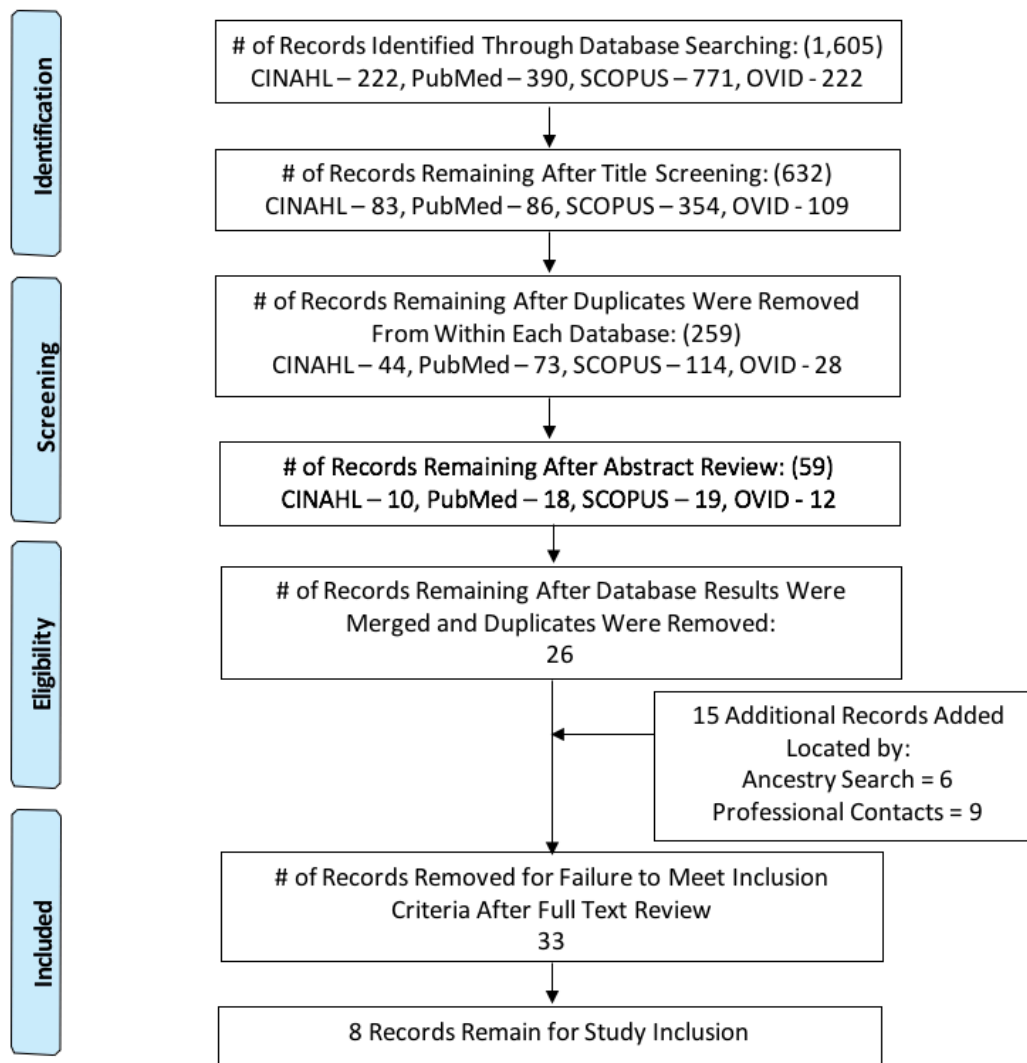 Identification
# of Records Identified Through Database Searching: (1,605)
CINAHL – 222, PubMed – 390, SCOPUS – 771, OVID - 222
# of Records Remaining After Title Screening: (632)
CINAHL – 83, PubMed – 86, SCOPUS – 354, OVID - 109
Screening
# of Records Remaining After Duplicates Were Removed
From Within Each Database: (259)
CINAHL – 44, PubMed – 73, SCOPUS – 114, OVID - 28
# of Records Remaining After Abstract Review: (59)
CINAHL – 10, PubMed – 18, SCOPUS – 19, OVID - 12
Eligibility
# of Records Remaining After Database Results Were
Merged and Duplicates Were Removed:
26
15 Additional Records Added
Located by:
Ancestry Search = 6
Professional Contacts = 9
Included
# of Records Removed for Failure to Meet Inclusion
Criteria After Full Text Review
33
8 Records Remain for Study Inclusion